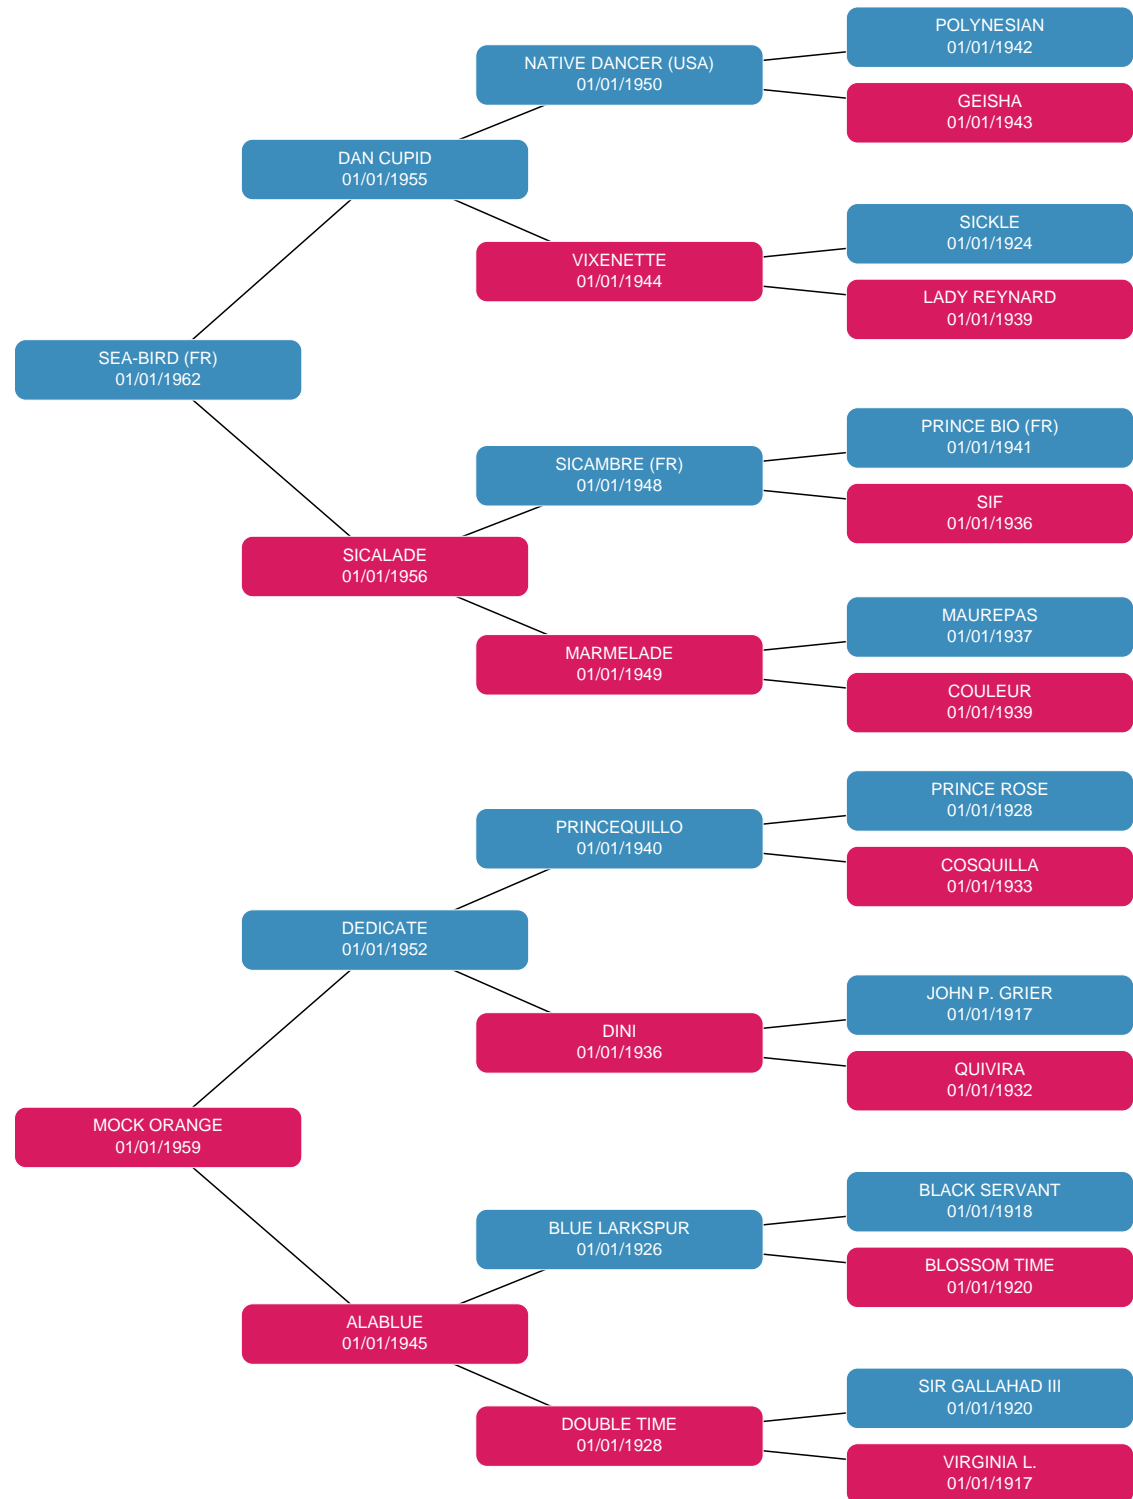 POLYNESIAN
01/01/1942
NATIVE DANCER (USA)
01/01/1950
GEISHA
01/01/1943
DAN CUPID
01/01/1955
SICKLE
01/01/1924
VIXENETTE
01/01/1944
LADY REYNARD
01/01/1939
SEA-BIRD (FR)
01/01/1962
PRINCE BIO (FR)
01/01/1941
SICAMBRE (FR)
01/01/1948
SIF
01/01/1936
SICALADE
01/01/1956
MAUREPAS
01/01/1937
MARMELADE
01/01/1949
COULEUR
01/01/1939
PRINCE ROSE
01/01/1928
PRINCEQUILLO
01/01/1940
COSQUILLA
01/01/1933
DEDICATE
01/01/1952
JOHN P. GRIER
01/01/1917
DINI
01/01/1936
QUIVIRA
01/01/1932
MOCK ORANGE
01/01/1959
BLACK SERVANT
01/01/1918
BLUE LARKSPUR
01/01/1926
BLOSSOM TIME
01/01/1920
ALABLUE
01/01/1945
SIR GALLAHAD III
01/01/1920
DOUBLE TIME
01/01/1928
VIRGINIA L.
01/01/1917